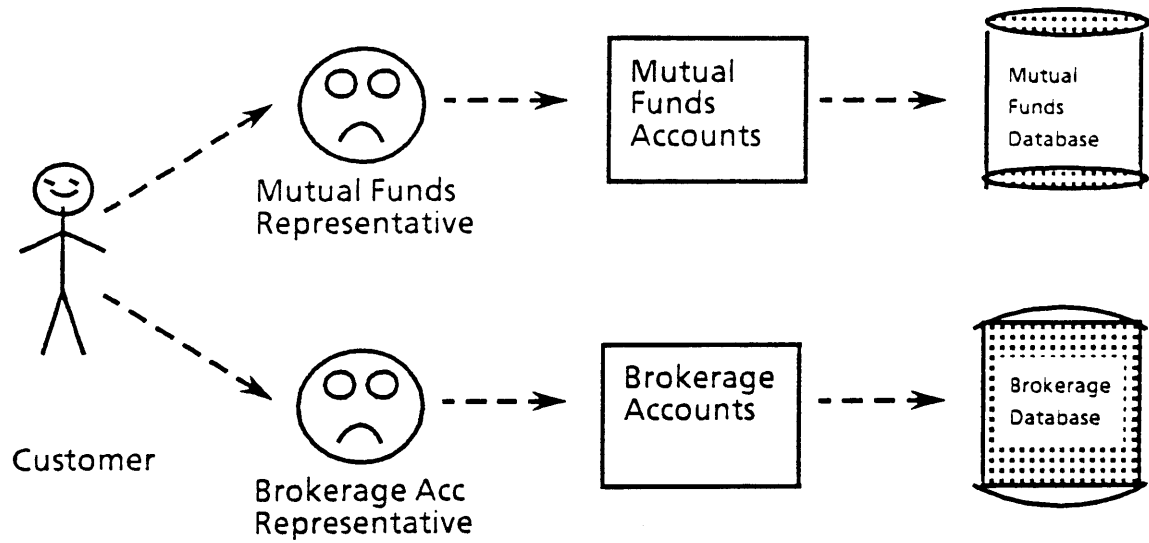 Mutual
Funds
Accounts
Mutual
Funds
Database
Mutual Funds
Representative
Customer
Brokerage Acc
Representative
Brokerage
Accounts
Brokerage
Database